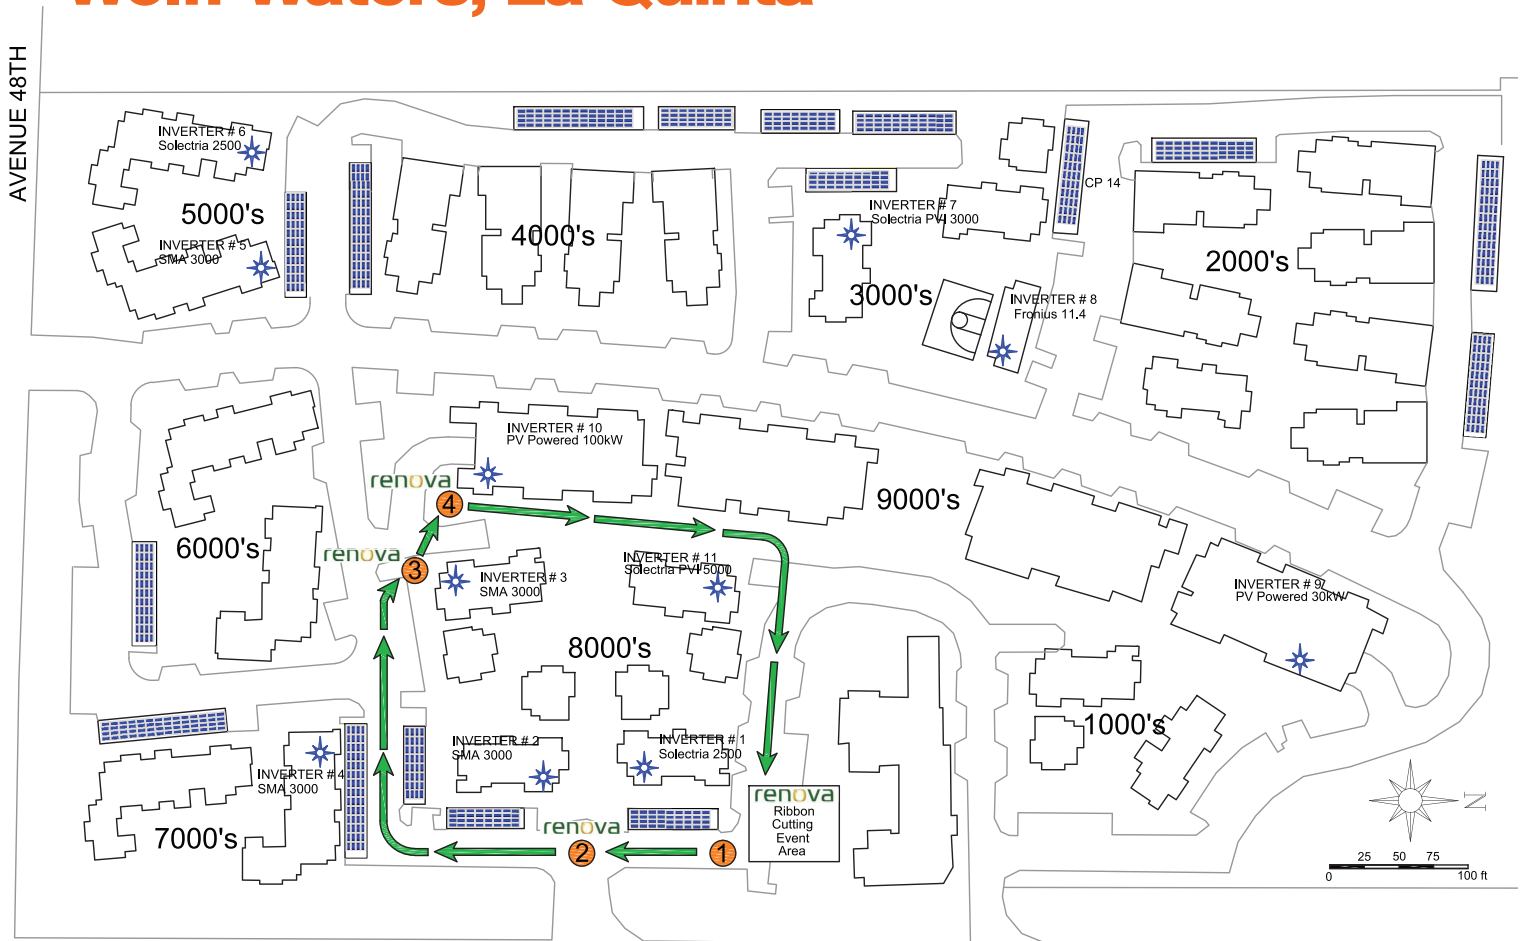 AVENUE 48TH
INVERTER # 6
Solectria 2500
5000's
INVERTER # 5
SMA 3000
4000's
INVERTER # 7
Solectria PVI 3000
CP 14
3000's
INVERTER # 8
Fronius 11.4
2000's
INVERTER # 10
PV Powered 100kW
renova
4
9000's
6000's
renova
3
INVERTER # 3
SMA 3000
INVERTER # 11
Solectria PVI 5000
INVERTER # 9
PV Powered 30kW
8000's
1000's
INVERTER # 2
SMA 3000
INVERTER # 1
Solectria 2500
INVERTER # 4
SMA 3000
7000's
renova
2
1
renova
Ribbon
Cutting
Event
Area
N
25 50 75
0 100 ft